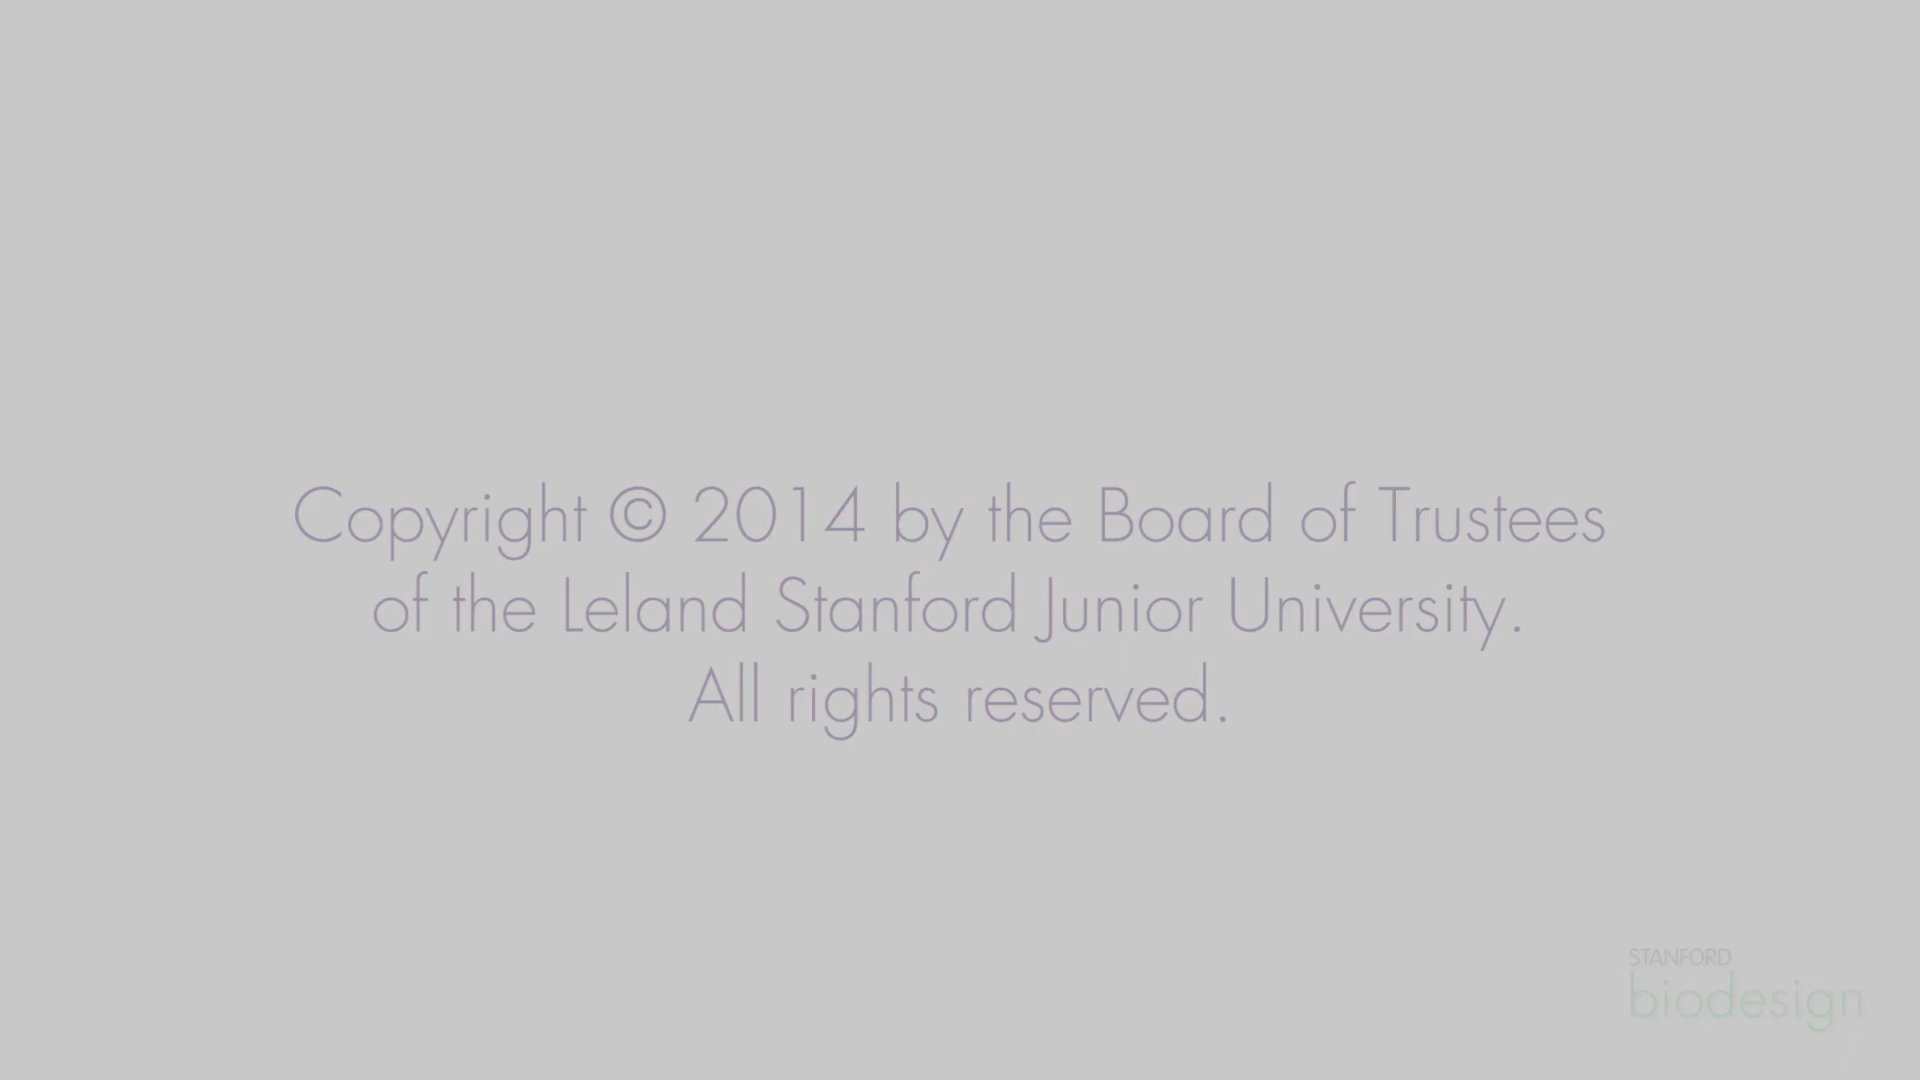 Copyright © 2014 by the Board of Trustees
of the Leland Stanford Junior University.
All rights reserved.
STANFORD
biodesign